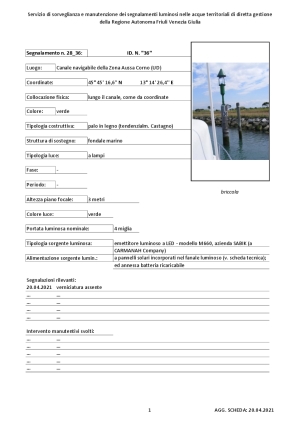 Servizio di sorveglianza e manutenzione dei segnalamenti luminosi nelle acque territoriali di diretta gestione
della Regione Autonoma Friuli Venezia Giulia
Segnalamento n. 28_36: ID. N. "36"
Luogo: Canale navigabile della Zona Aussa Corno (UD)
Coordinate: 45° 45' 16,6" N 13° 14' 26,4" E
Collocazione fisica: lungo il canale, come da coordinate
Colore: verde
Tipologia costruttiva: palo in legno (tendenzialm. Castagno)
Struttura di sostegno: fondale marino
Tipologia luce: a lampi
Fase: -
Periodo: -
Altezza piano focale: 3 metri
Colore luce: verde
Portata luminosa nominale: 4 miglia
Tipologia sorgente luminosa: emettitore luminoso a LED - modello M660, azienda SABIK (a
CARMANAH Company)
Alimentazione sorgente lumin.: a pannelli solari incorporati nel fanale luminoso (v. scheda tecnica);
ed annessa batteria ricaricabile
briccola
Segnalazioni rilevanti:
20.04.2021 verniciatura assente
... ...
... ...
... ...
Intervento manutentivi svolti:
... ...
... ...
... ...
... ...
1 AGG. SCHEDA: 20.04.2021